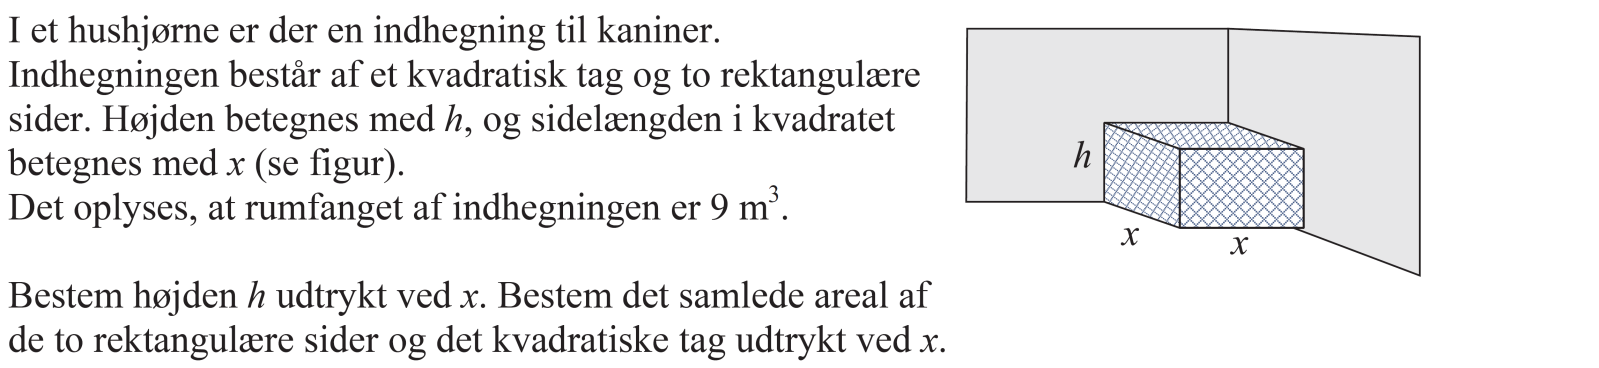 I et hushjørne er der en indhegning til kaniner.
Indhegningen består af et kvadratisk tag og to rektangulære
sider. Højden betegnes med h, og sidelængden i kvadratet
betegnes med x (se figur).
Det oplyses, at rumfanget af indhegningen er 9 m³.
Bestem højden h udtrykt ved x. Bestem det samlede areal af
de to rektangulære sider og det kvadratiske tag udtrykt ved x.
h
x
x